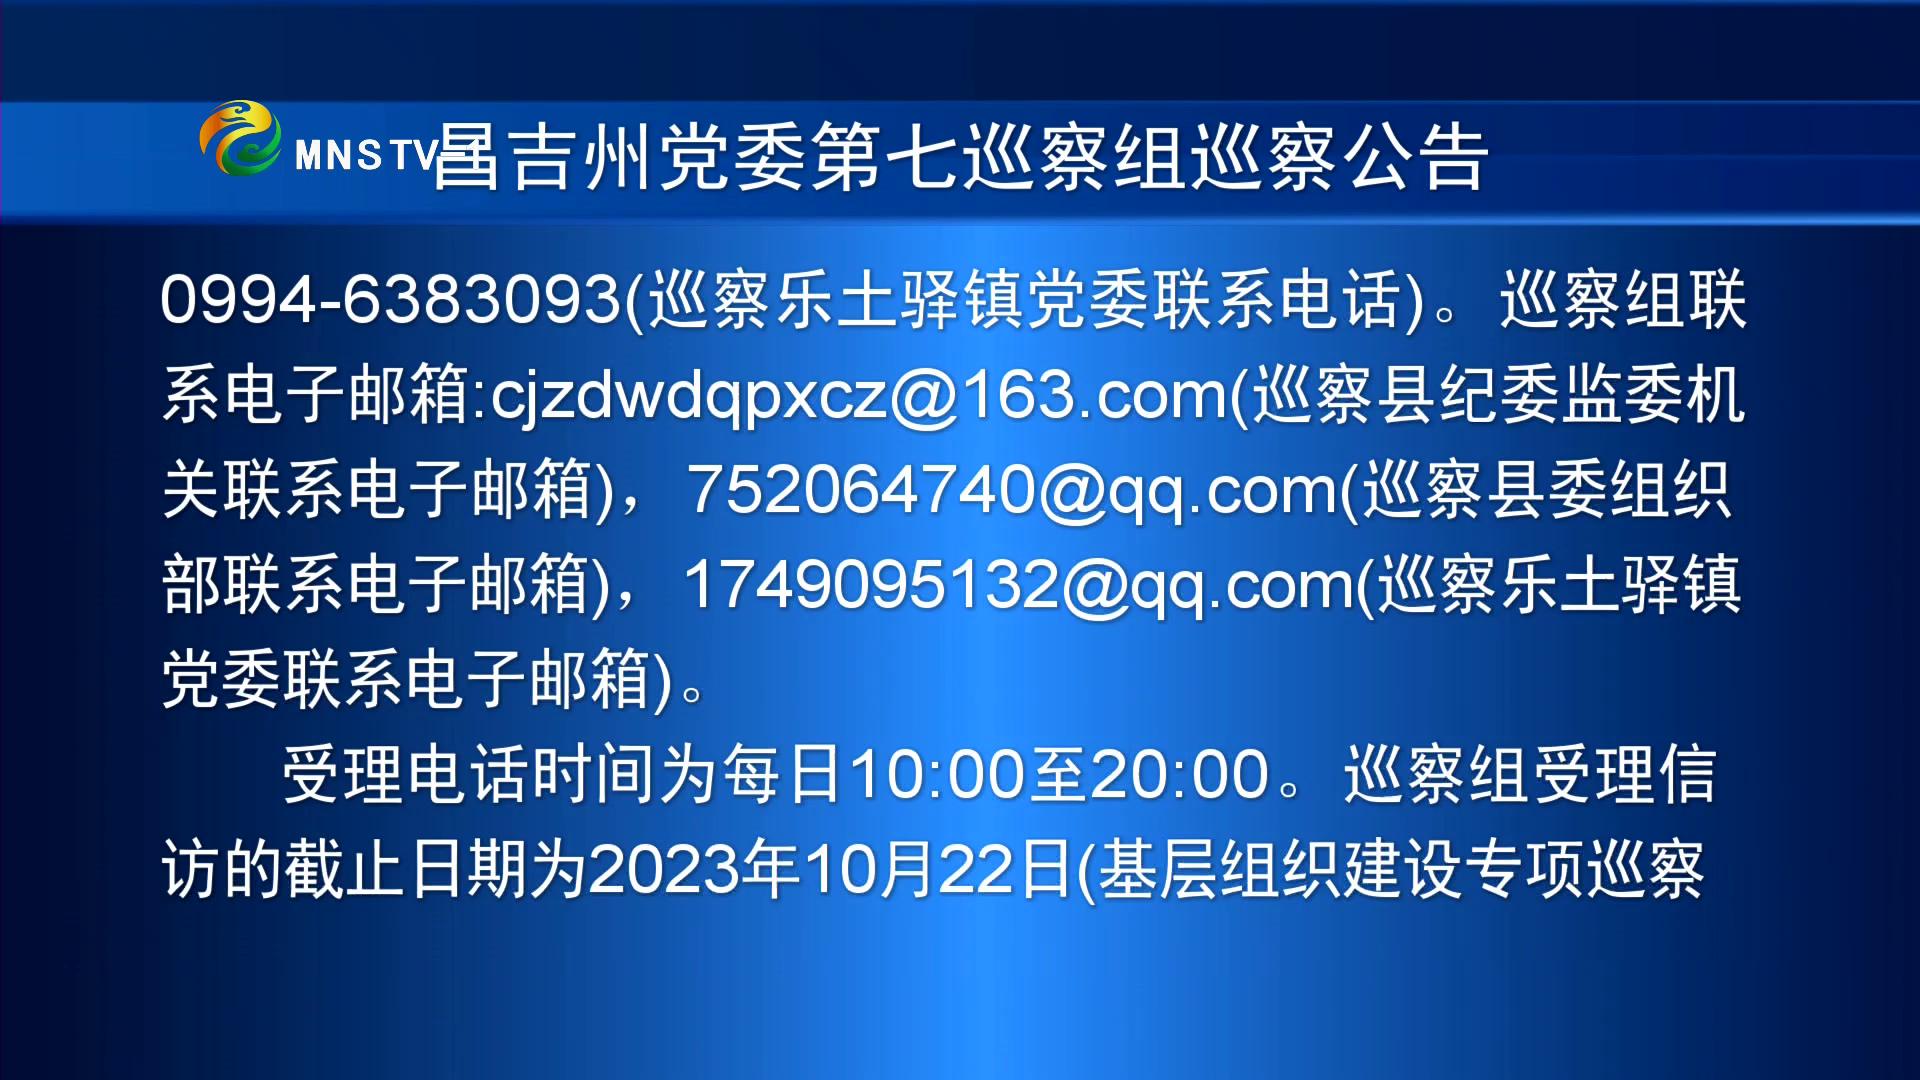 MNSTV-1
昌吉州党委第七巡察组巡察公告
0994-6383093(巡察乐土驿镇党委联系电话)。巡察组联
系电子邮箱:cjzdwdqpxcz@163.com(巡察县纪委监委机
关联系电子邮箱)，752064740@qq.com(巡察县委组织
部联系电子邮箱)，1749095132@qq.com(巡察乐土驿镇
党委联系电子邮箱)。
受理电话时间为每日10:00至20:00。巡察组受理信
访的截止日期为2023年10月22日(基层组织建设专项巡察